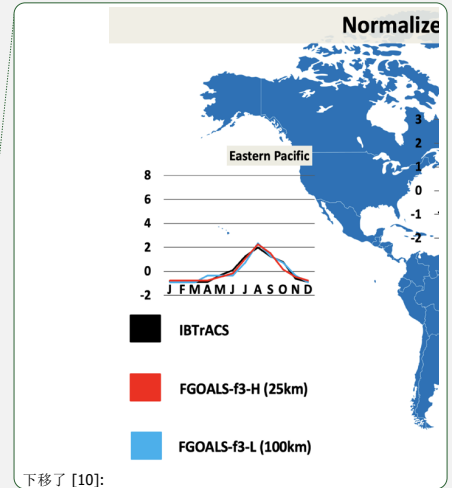 Normalize
3
2
1
0
-1
-2
Eastern Pacific
8
6
4
2
0
-2
J F M A M J J A S O N D
IBTrACS
FGOALS-f3-H (25km)
FGOALS-f3-L (100km)
下移了 [10]: